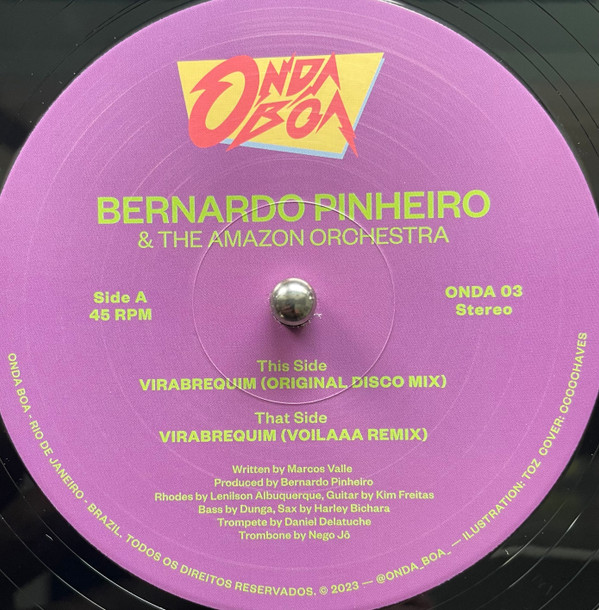 ONDA
BOA
BERNARDO PINHEIRO
& THE AMAZON ORCHESTRA
Side A
45 RPM
ONDA 03
Stereo
This Side
VIRABREQUIM (ORIGINAL DISCO MIX)
That Side
VIRABREQUIM (VOILAAA REMIX)
Written by Marcos Valle
Produced by Bernardo Pinheiro
Rhodes by Lenilson Albuquerque, Guitar by Kim Freitas
Bass by Dunga, Sax by Harley Bichara
Trompete by Daniel Delatuche
Trombone by Nego Jô
ONDA BOA - RIO DE JANEIRO - BRAZIL. TODOS OS DIREITOS RESERVADOS. © 2023 — @ONDA_BOA_ — ILUSTRATION: TOZ COVER: COCOCHAVES